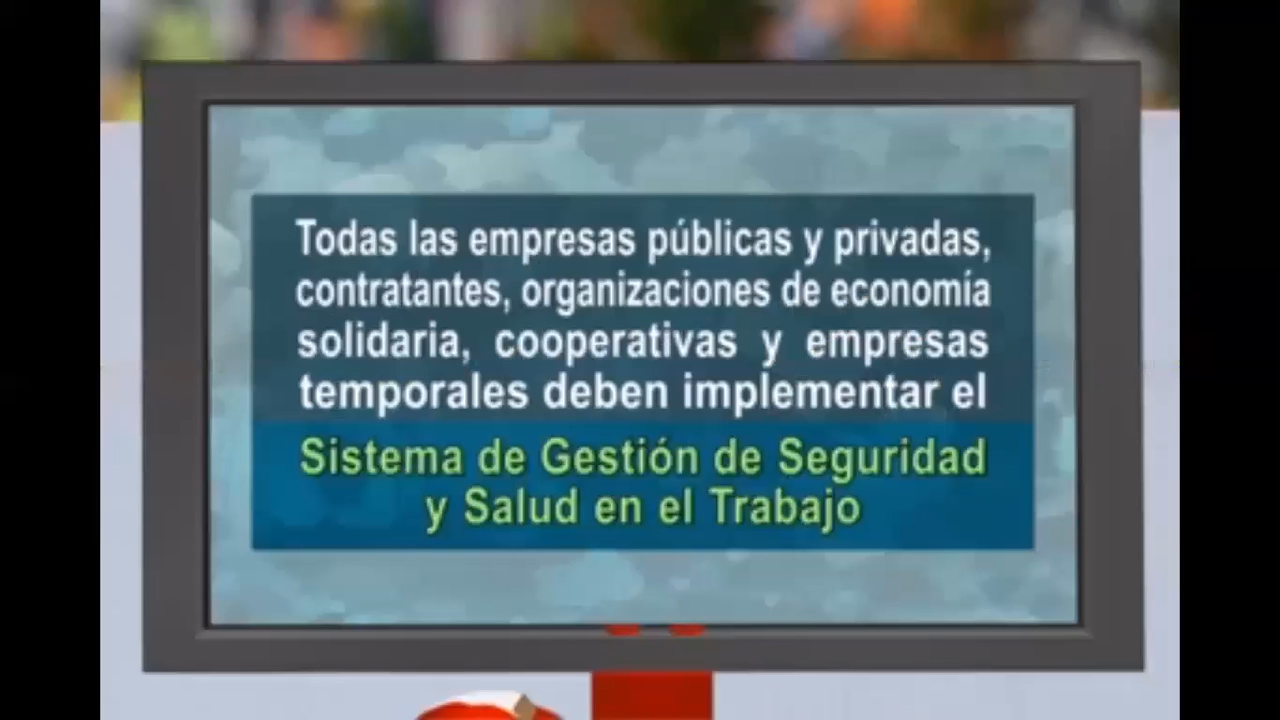 Todas las empresas públicas y privadas,
contratantes, organizaciones de economía
solidaria, cooperativas y empresas
temporales deben implementar el
Sistema de Gestión de Seguridad
y Salud en el Trabajo